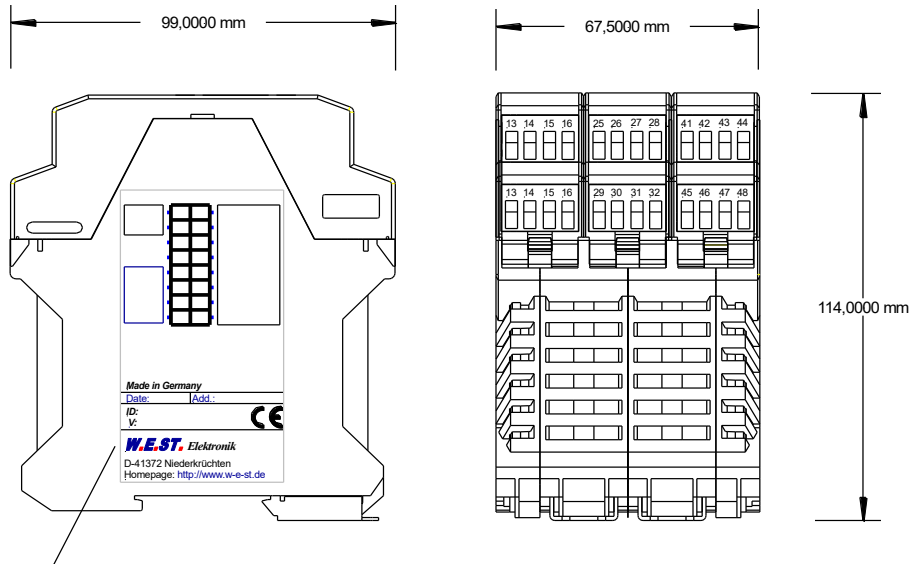 99,0000 mm
67,5000 mm
13 14 15 16 25 26 27 28 41 42 43 44
13 14 15 16 29 30 31 32 45 46 47 48
114,0000 mm
Made in Germany
Date: Add.:
ID:
V:
CE
W.E.ST. Elektronik
D-41372 Niederkrüchten
Homepage: http://www.w-e-st.de